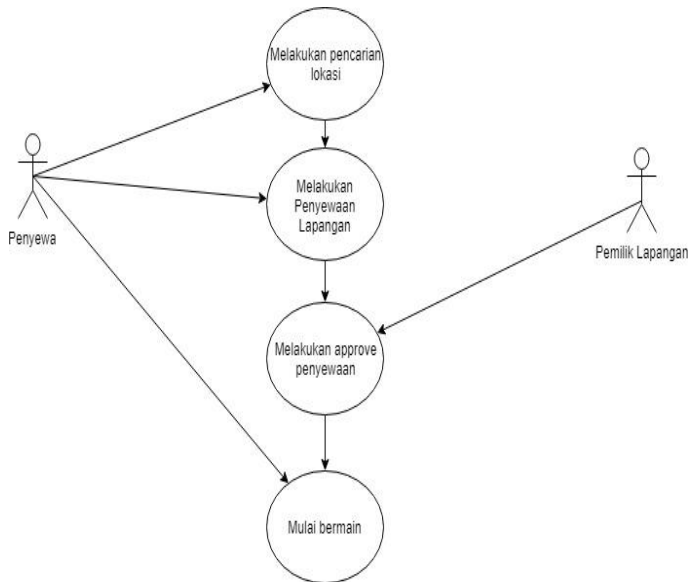 Melakukan pencarian
lokasi
Penyewa
Melakukan
Penyewaan
Lapangan
Pemilik Lapangan
Melakukan approve
penyewaan
Mulai bermain